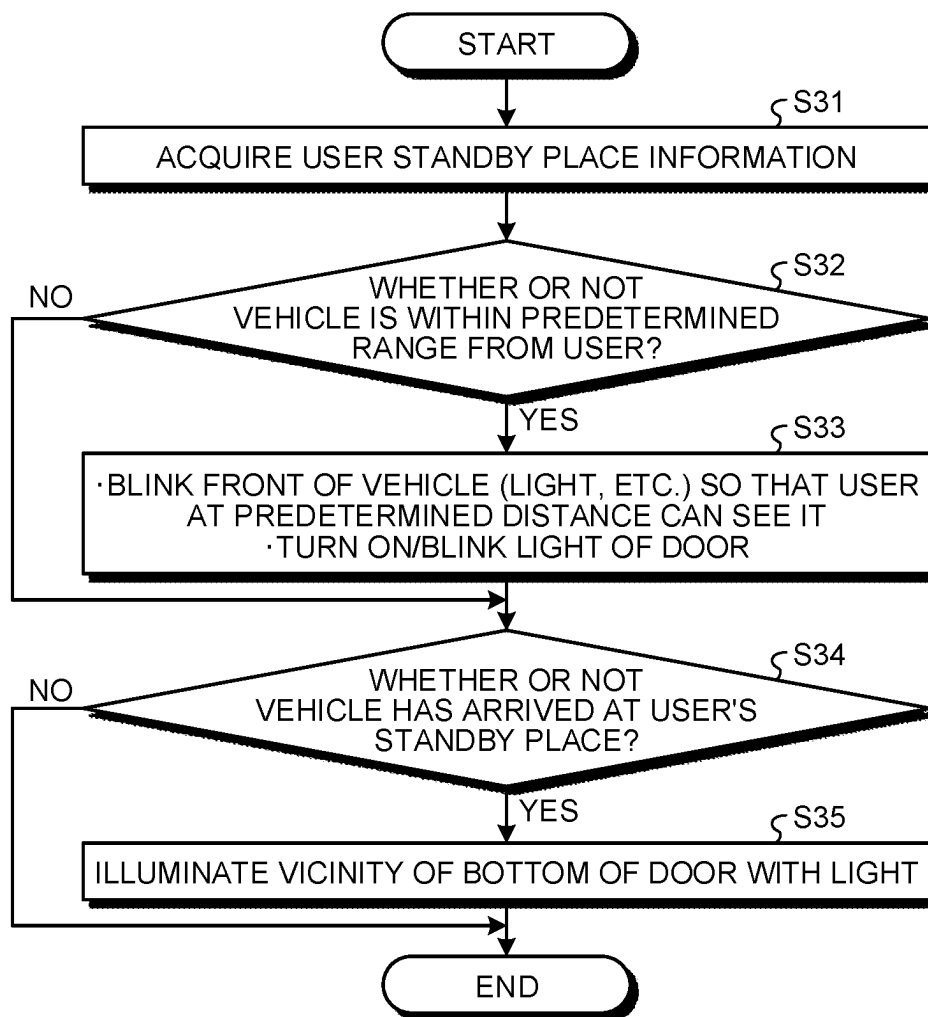 START
S31
ACQUIRE USER STANDBY PLACE INFORMATION
S32
NO
WHETHER OR NOT
VEHICLE IS WITHIN PREDETERMINED
RANGE FROM USER?
YES
S33
·BLINK FRONT OF VEHICLE (LIGHT, ETC.) SO THAT USER
AT PREDETERMINED DISTANCE CAN SEE IT
·TURN ON/BLINK LIGHT OF DOOR
S34
NO
WHETHER OR NOT
VEHICLE HAS ARRIVED AT USER'S
STANDBY PLACE?
YES
S35
ILLUMINATE VICINITY OF BOTTOM OF DOOR WITH LIGHT
END